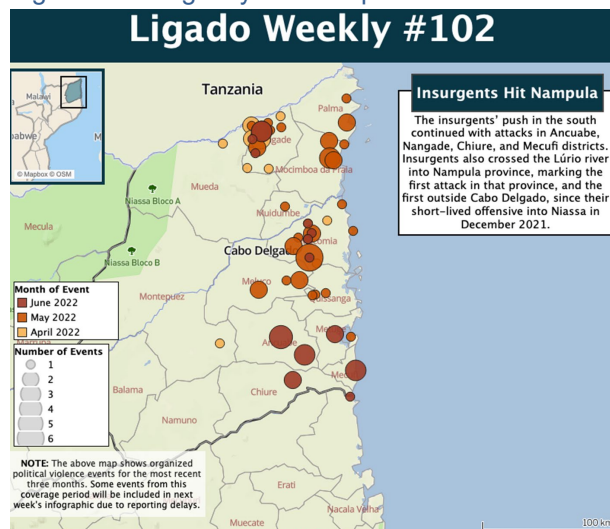 Ligado Weekly #102
Malawi
M
© Mapbox © OSM
Tanzania
Palma
Mueda
Mocimboa da Praia
Niassa Bloco A
Mecula
Muidumbe
Niassa Bloco B
Cabo Delgado
Meluco
Quissanga
Montepuez
Balama
Chiure
Namuno
Erati
Nacala Velha
Muecate
100 km
Insurgents Hit Nampula
The insurgents' push in the south
continued with attacks in Ancuabe,
Nangade, Chiure, and Mecufi districts.
Insurgents also crossed the Lúrio river
into Nampula province, marking the
first attack in that province, and the
first outside Cabo Delgado, since their
short-lived offensive into Niassa in
December 2021.
Month of Event
June 2022
May 2022
April 2022
Number of Events
1
2
3
4
5
6
NOTE: The above map shows organized
political violence events for the most recent
three months. Some events from this
coverage period will be included in next
week's infographic due to reporting delays.